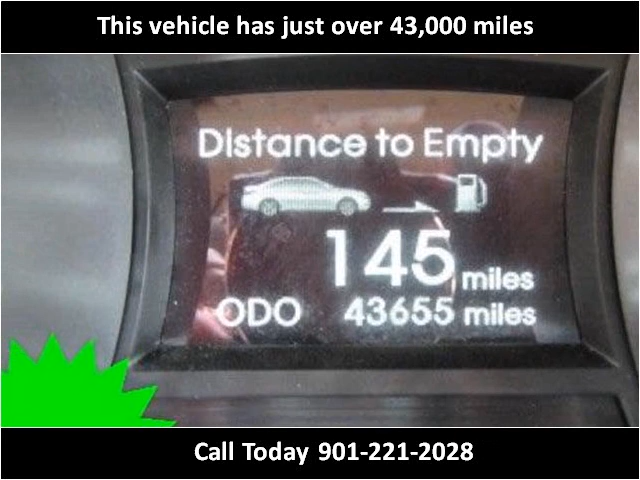 This vehicle has just over 43,000 miles
Distance to Empty
145 miles
ODO 43655 miles
Call Today 901-221-2028